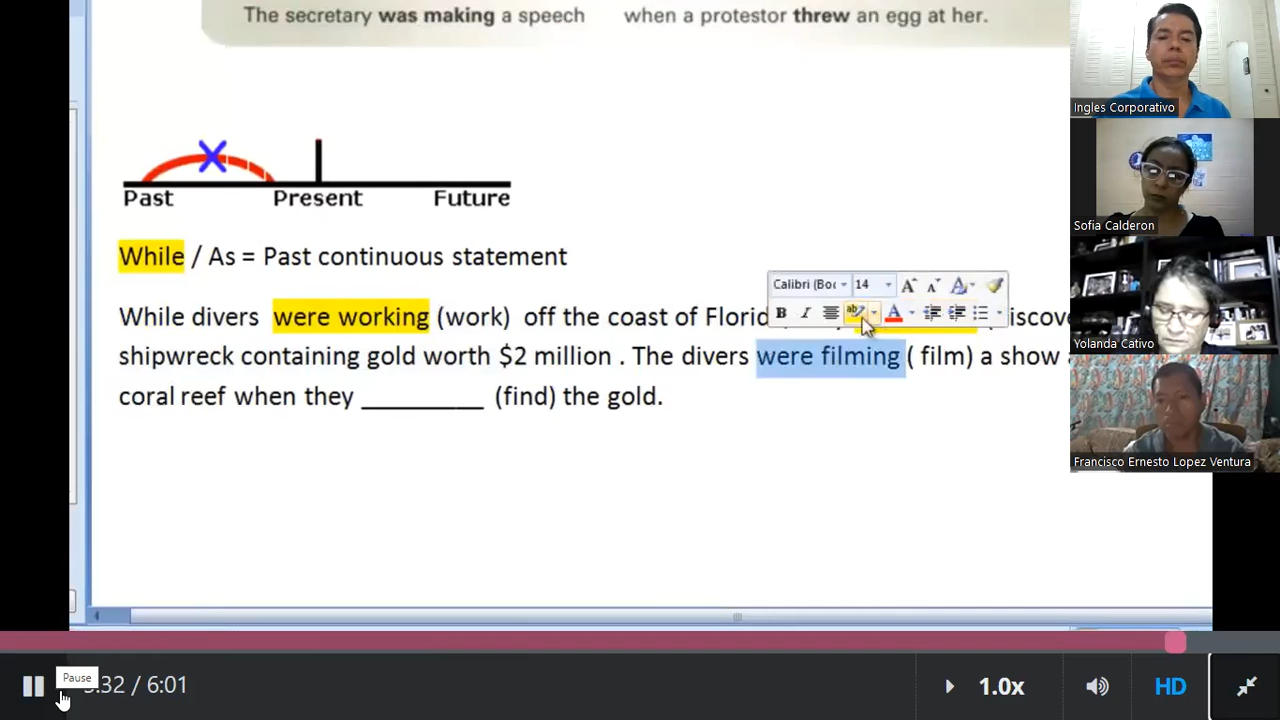 The secretary was making a speech when a protestor threw an egg at her.
Ingles Corporativo
Sofia Calderon
Past Present Future
While / As = Past continuous statement
Calibri (Bo 14
While divers were working (work) off the coast of Florid
shipwreck containing gold worth $2 million . The divers were filming ( film) a show
coral reef when they __________ (find) the gold.
Yolanda Cativo
Francisco Ernesto Lopez Ventura
Pause
:32 / 6:01
1.0x
HD